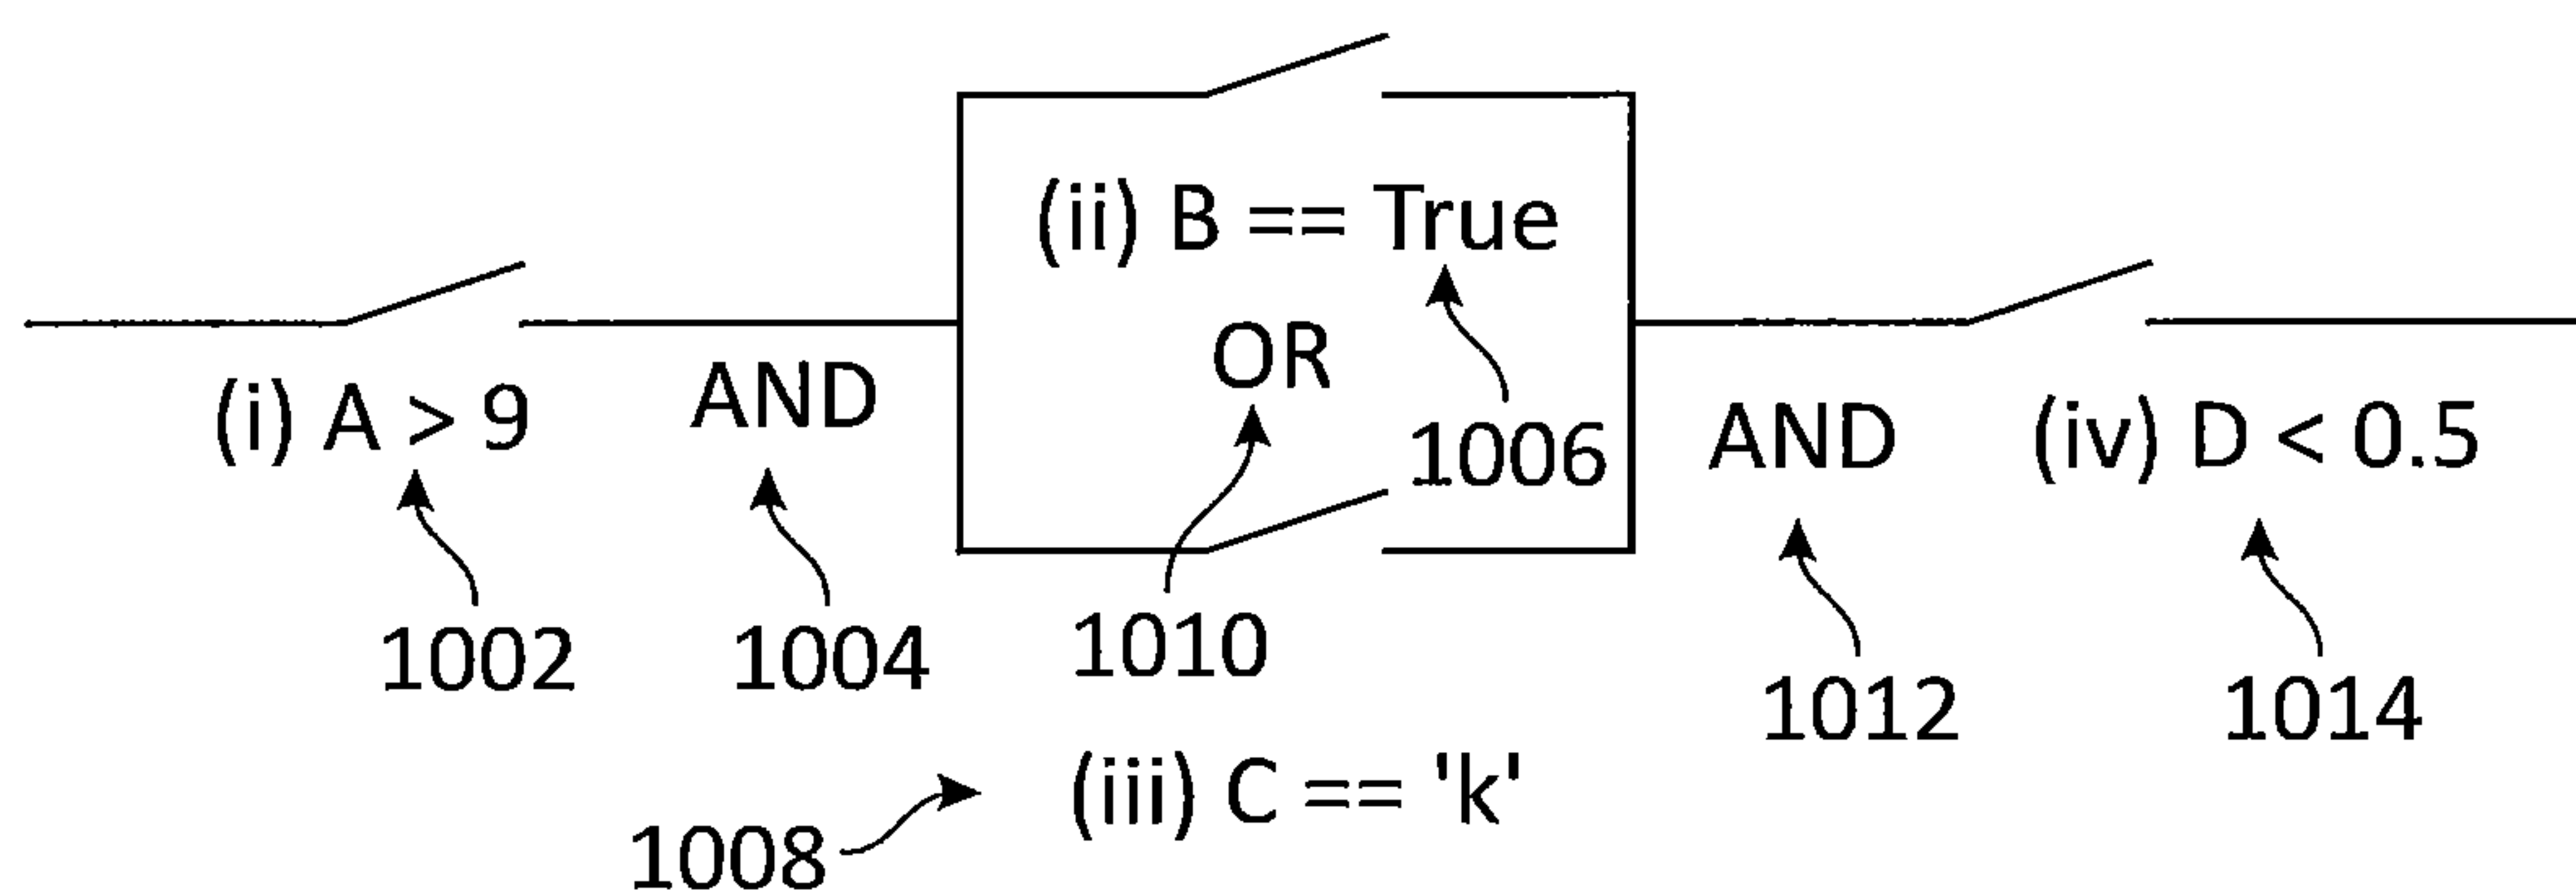 (ii) B == True
OR
(i) A > 9
AND
1006
AND
(iv) D < 0.5
1002
1004
1010
1012
1014
(iii) C == 'k'
1008